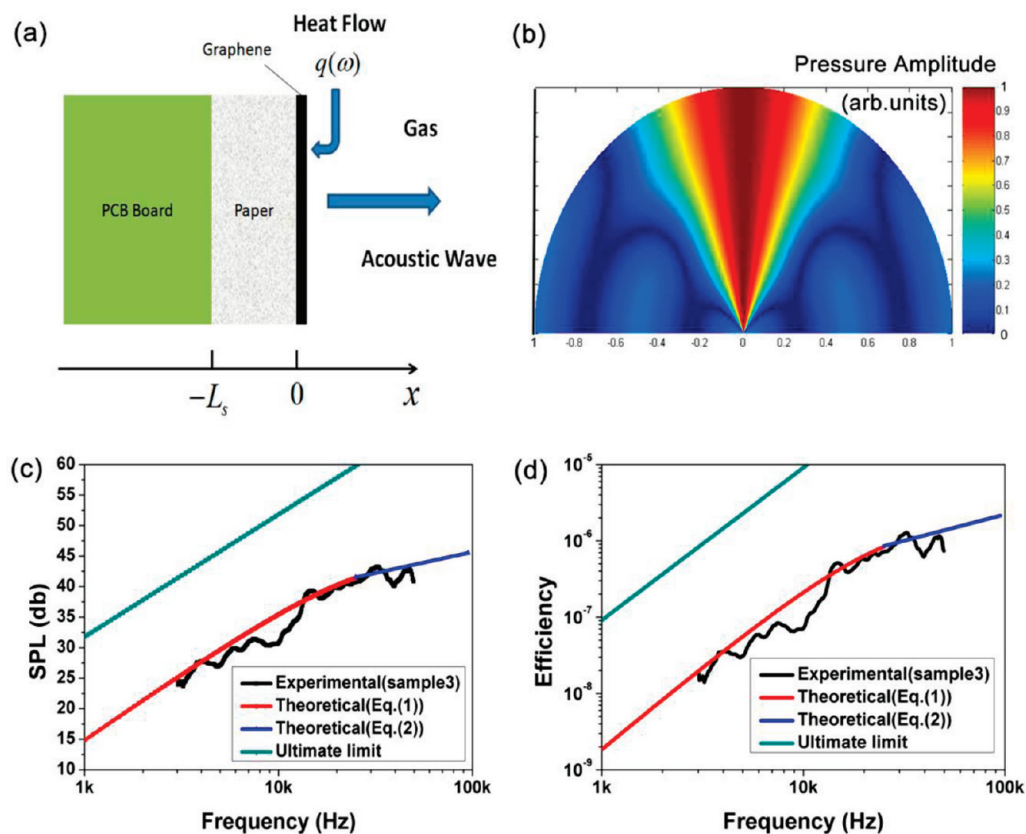 (a)
Heat Flow
Graphene
q(ω)
Gas
PCB Board
Paper
Acoustic Wave
−Ls
0
x
(b)
Pressure Amplitude
(arb.units)
1
0.9
0.8
0.7
0.6
0.5
0.4
0.3
0.2
0.1
0
1 -0.8 -0.6 -0.4 -0.2 0 0.2 0.4 0.6 0.8 1
(c)
SPL (db)
60
55
50
45
40
35
30
25
20
15
10
Experimental(sample3)
Theoretical(Eq.(1))
Theoretical(Eq.(2))
Ultimate limit
1k 10k 100k
Frequency (Hz)
(d)
Efficiency
10-5
10-6
10-7
10-8
10-9
Experimental(sample3)
Theoretical(Eq.(1))
Theoretical(Eq.(2))
Ultimate limit
1k 10k 100k
Frequency (Hz)